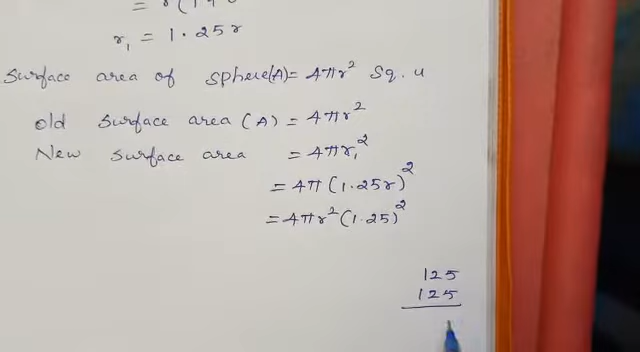 r₁ = 1.25r
Surface area of sphere(A) = 4πr² Sq.u
old surface area (A) = 4πr²
New surface area = 4πr₁²
= 4π(1.25r)²
= 4πr²(1.25)²
125
125